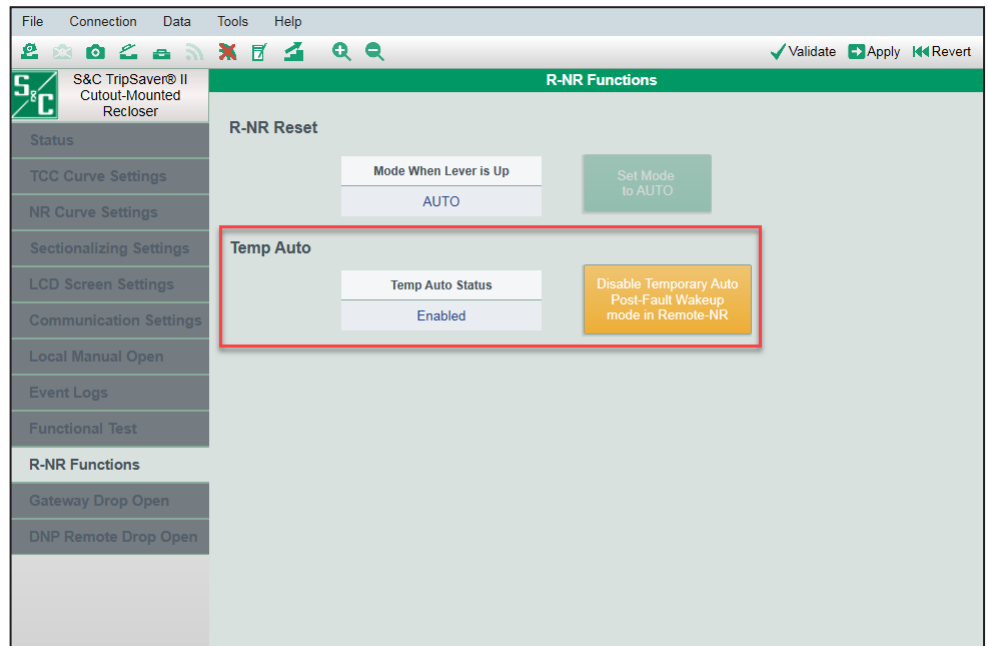 File Connection Data Tools Help
Validate Apply Revert
S&C
S&C TripSaver® II
Cutout-Mounted
Recloser
R-NR Functions
Status
TCC Curve Settings
NR Curve Settings
Sectionalizing Settings
LCD Screen Settings
Communication Settings
Local Manual Open
Event Logs
Functional Test
R-NR Functions
Gateway Drop Open
DNP Remote Drop Open
R-NR Reset
Mode When Lever is Up
AUTO
Set Mode
to AUTO
Temp Auto
Temp Auto Status
Enabled
Disable Temporary Auto
Post-Fault Wakeup
mode in Remote-NR